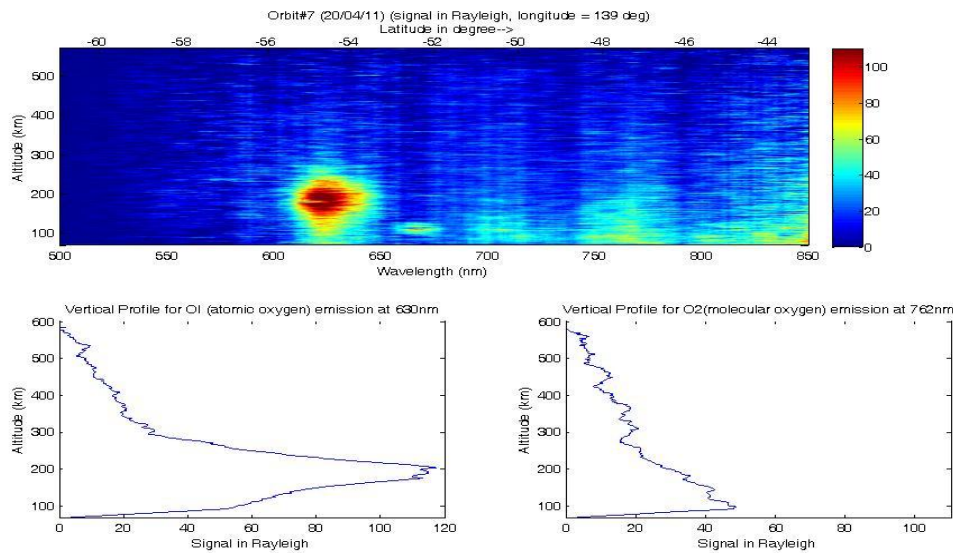 Orbit#7 (20/04/11) (signal in Rayleigh, longitude = 139 deg)
Latitude in degree-->
-60 -58 -56 -54 -52 -50 -48 -46 -44
500
400
300
200
100
Altitude (km)
500 550 600 650 700 750 800 850
Wavelength (nm)
100
80
60
40
20
0
Vertical Profile for OI (atomic oxygen) emission at 630nm
600
500
400
300
200
100
Altitude (km)
0 20 40 60 80 100 120
Signal in Rayleigh
Vertical Profile for O2(molecular oxygen) emission at 762nm
600
500
400
300
200
100
Altitude (km)
0 20 40 60 80 100
Signal in Rayleigh